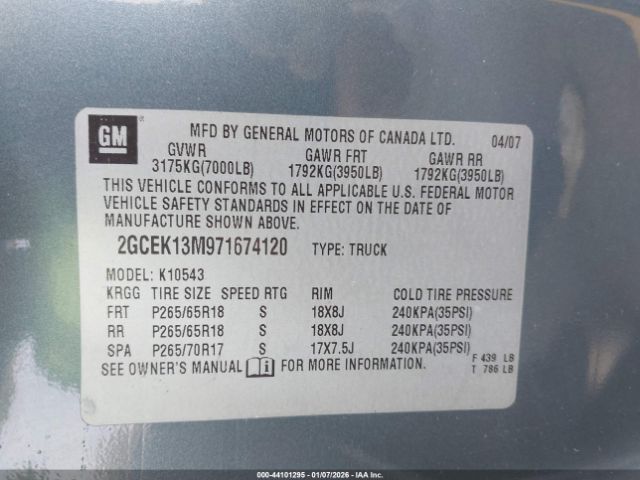 GM
MFD BY GENERAL MOTORS OF CANADA LTD. 04/07
GVWR GAWR FRT GAWR RR
3175KG(7000LB) 1792KG(3950LB) 1792KG(3950LB)
THIS VEHICLE CONFORMS TO ALL APPLICABLE U.S. FEDERAL MOTOR
VEHICLE SAFETY STANDARDS IN EFFECT ON THE DATE OF
MANUFACTURE SHOWN ABOVE.
2GCEK13M971674120 TYPE: TRUCK
MODEL: K10543
KRGG TIRE SIZE SPEED RTG RIM COLD TIRE PRESSURE
FRT P265/65R18 S 18X8J 240KPA(35PSI)
RR P265/65R18 S 18X8J 240KPA(35PSI)
SPA P265/70R17 S 17X7.5J 240KPA(35PSI)
SEE OWNER'S MANUAL FOR MORE INFORMATION. F 439 LB
T 786 LB
000-44101295 - 01/07/2026 - IAA Inc.